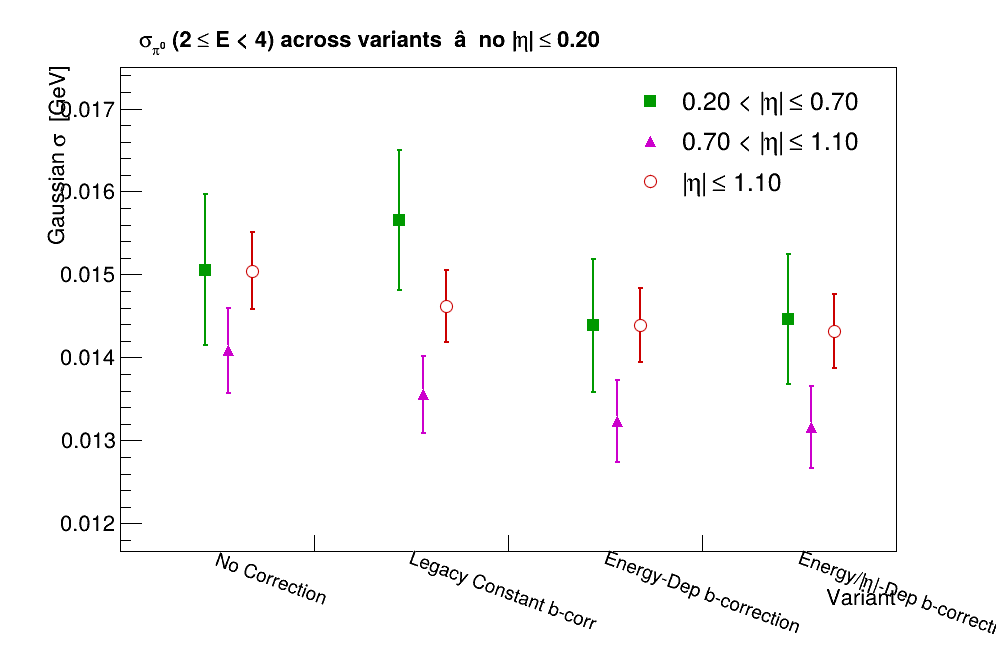 σπ⁰ (2 ≤ E < 4) across variants â no |η| ≤ 0.20
Gaussian σ [GeV]
0.017
0.016
0.015
0.014
0.013
0.012
0.20 < |η| ≤ 0.70
0.70 < |η| ≤ 1.10
|η| ≤ 1.10
No Correction
Legacy Constant b-corr
Energy-Dep b-correction
Energy/|η|-Dep b-correcti
Variant